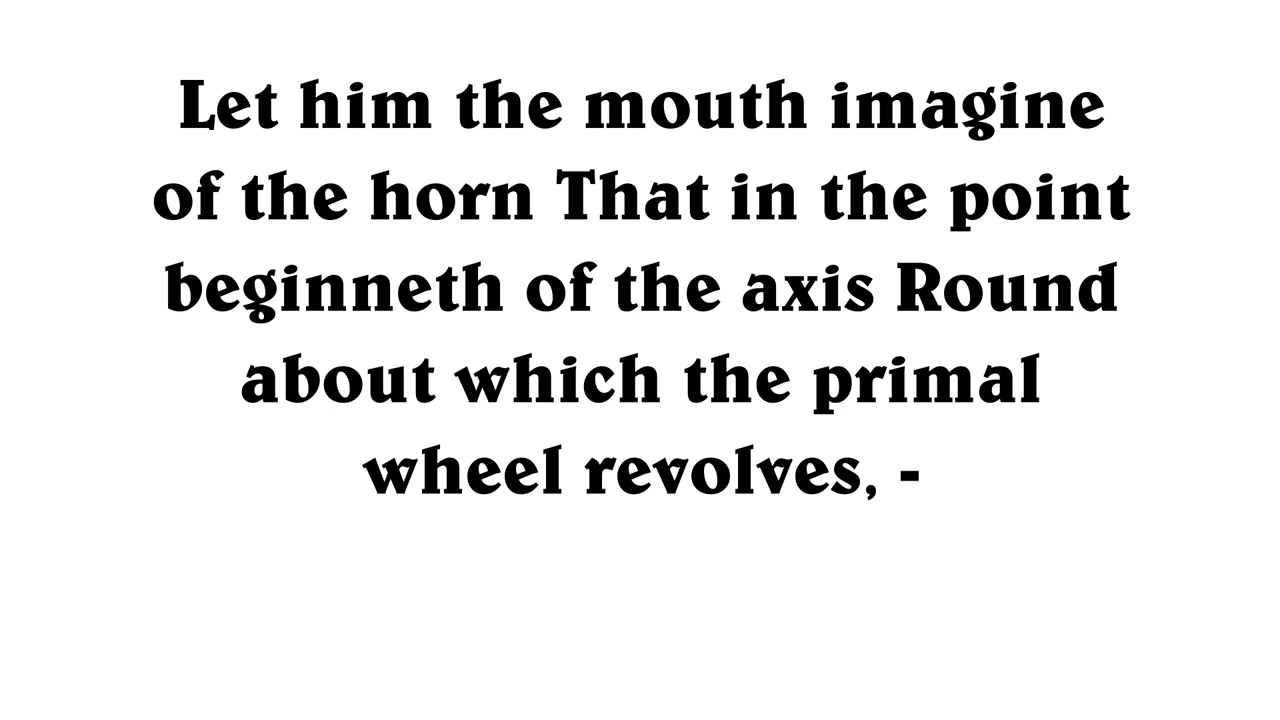 Let him the mouth imagine
of the horn That in the point
beginneth of the axis Round
about which the primal
wheel revolves, -